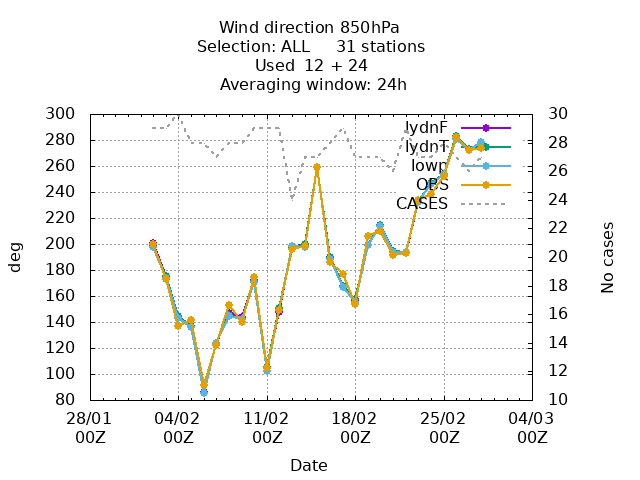 Wind direction 850hPa
Selection: ALL 31 stations
Used 12 + 24
Averaging window: 24h
300 30
280 28
260 26
240 24
220 22
200 20
180 18
160 16
140 14
120 12
100 10
80
lydnF
lydnT
lowp
OBS
CASES
deg
No cases
28/01 04/02 11/02 18/02 25/02 04/03
00Z 00Z 00Z 00Z 00Z 00Z
Date